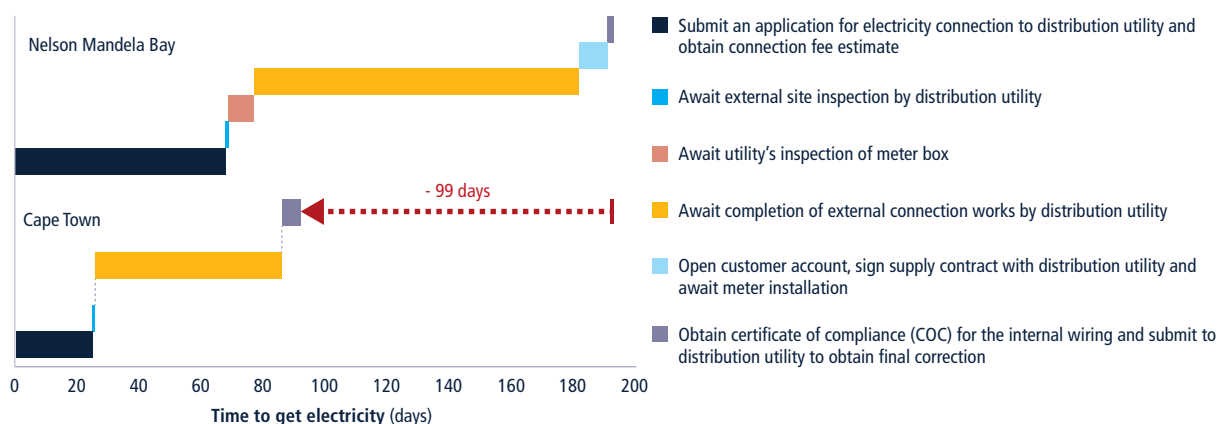 Nelson Mandela Bay
Cape Town
- 99 days
0 20 40 60 80 100 120 140 160 180 200
Time to get electricity (days)
Submit an application for electricity connection to distribution utility and
obtain connection fee estimate
Await external site inspection by distribution utility
Await utility’s inspection of meter box
Await completion of external connection works by distribution utility
Open customer account, sign supply contract with distribution utility and
await meter installation
Obtain certificate of compliance (COC) for the internal wiring and submit to
distribution utility to obtain final correction